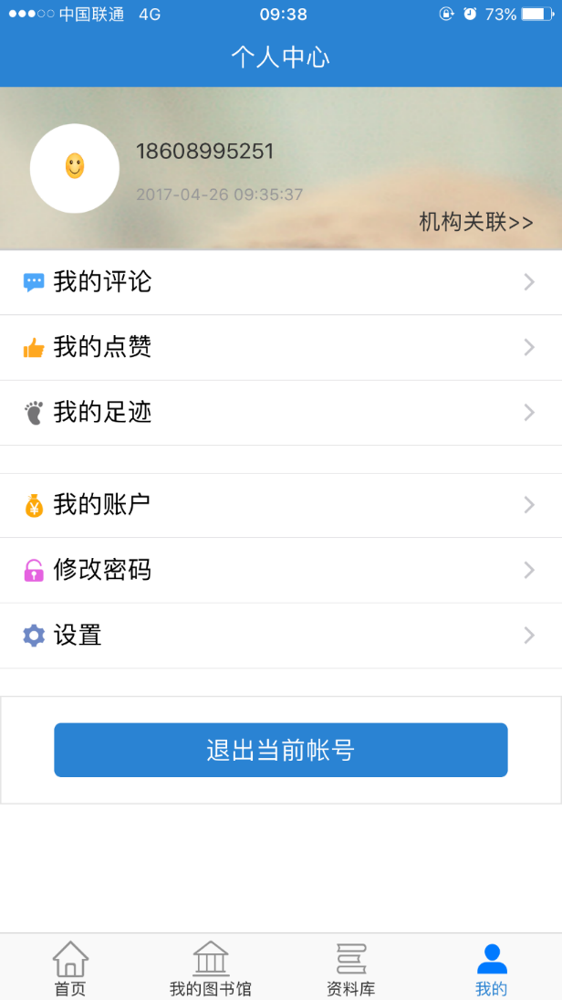 中国联通 4G 09:38 73%
个人中心
18608995251
2017-04-26 09:35:37
机构关联>>
我的评论
我的点赞
我的足迹
我的账户
修改密码
设置
退出当前帐号
首页 我的图书馆 资料库 我的